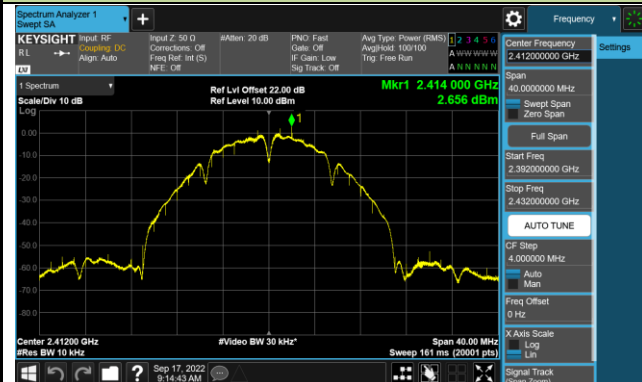 Spectrum Analyzer 1
Swept SA
+
Frequency
KEYSIGHT
RL
LXI
Input: RF
Coupling: DC
Align: Auto
Input Z: 50 Ω
Corrections: Off
Freq Ref: Int (S)
NFE: Off
#Atten: 20 dB
PNO: Fast
Gate: Off
IF Gain: Low
Sig Track: Off
Avg Type: Power (RMS)
Avg|Hold: 100/100
Trig: Free Run
1 2 3 4 5 6
A W W W W W
A N N N N N
1 Spectrum
Scale/Div 10 dB
Ref Lvl Offset 22.00 dB
Ref Level 10.00 dBm
Mkr1 2.414 000 GHz
2.656 dBm
Log
1
0.00
-10.0
-20.0
-30.0
-40.0
-50.0
-60.0
-70.0
-80.0
Center 2.41200 GHz
#Res BW 10 kHz
#Video BW 30 kHz*
Span 40.00 MHz
Sweep 161 ms (20001 pts)
Center Frequency
2.412000000 GHz
Settings
Span
40.0000000 MHz
Swept Span
Zero Span
Full Span
Start Freq
2.392000000 GHz
Stop Freq
2.432000000 GHz
AUTO TUNE
CF Step
4.000000 MHz
Auto
Man
Freq Offset
0 Hz
X Axis Scale
Log
Lin
Signal Track
(Span Zoom)
?
Sep 17, 2022
9:14:43 AM